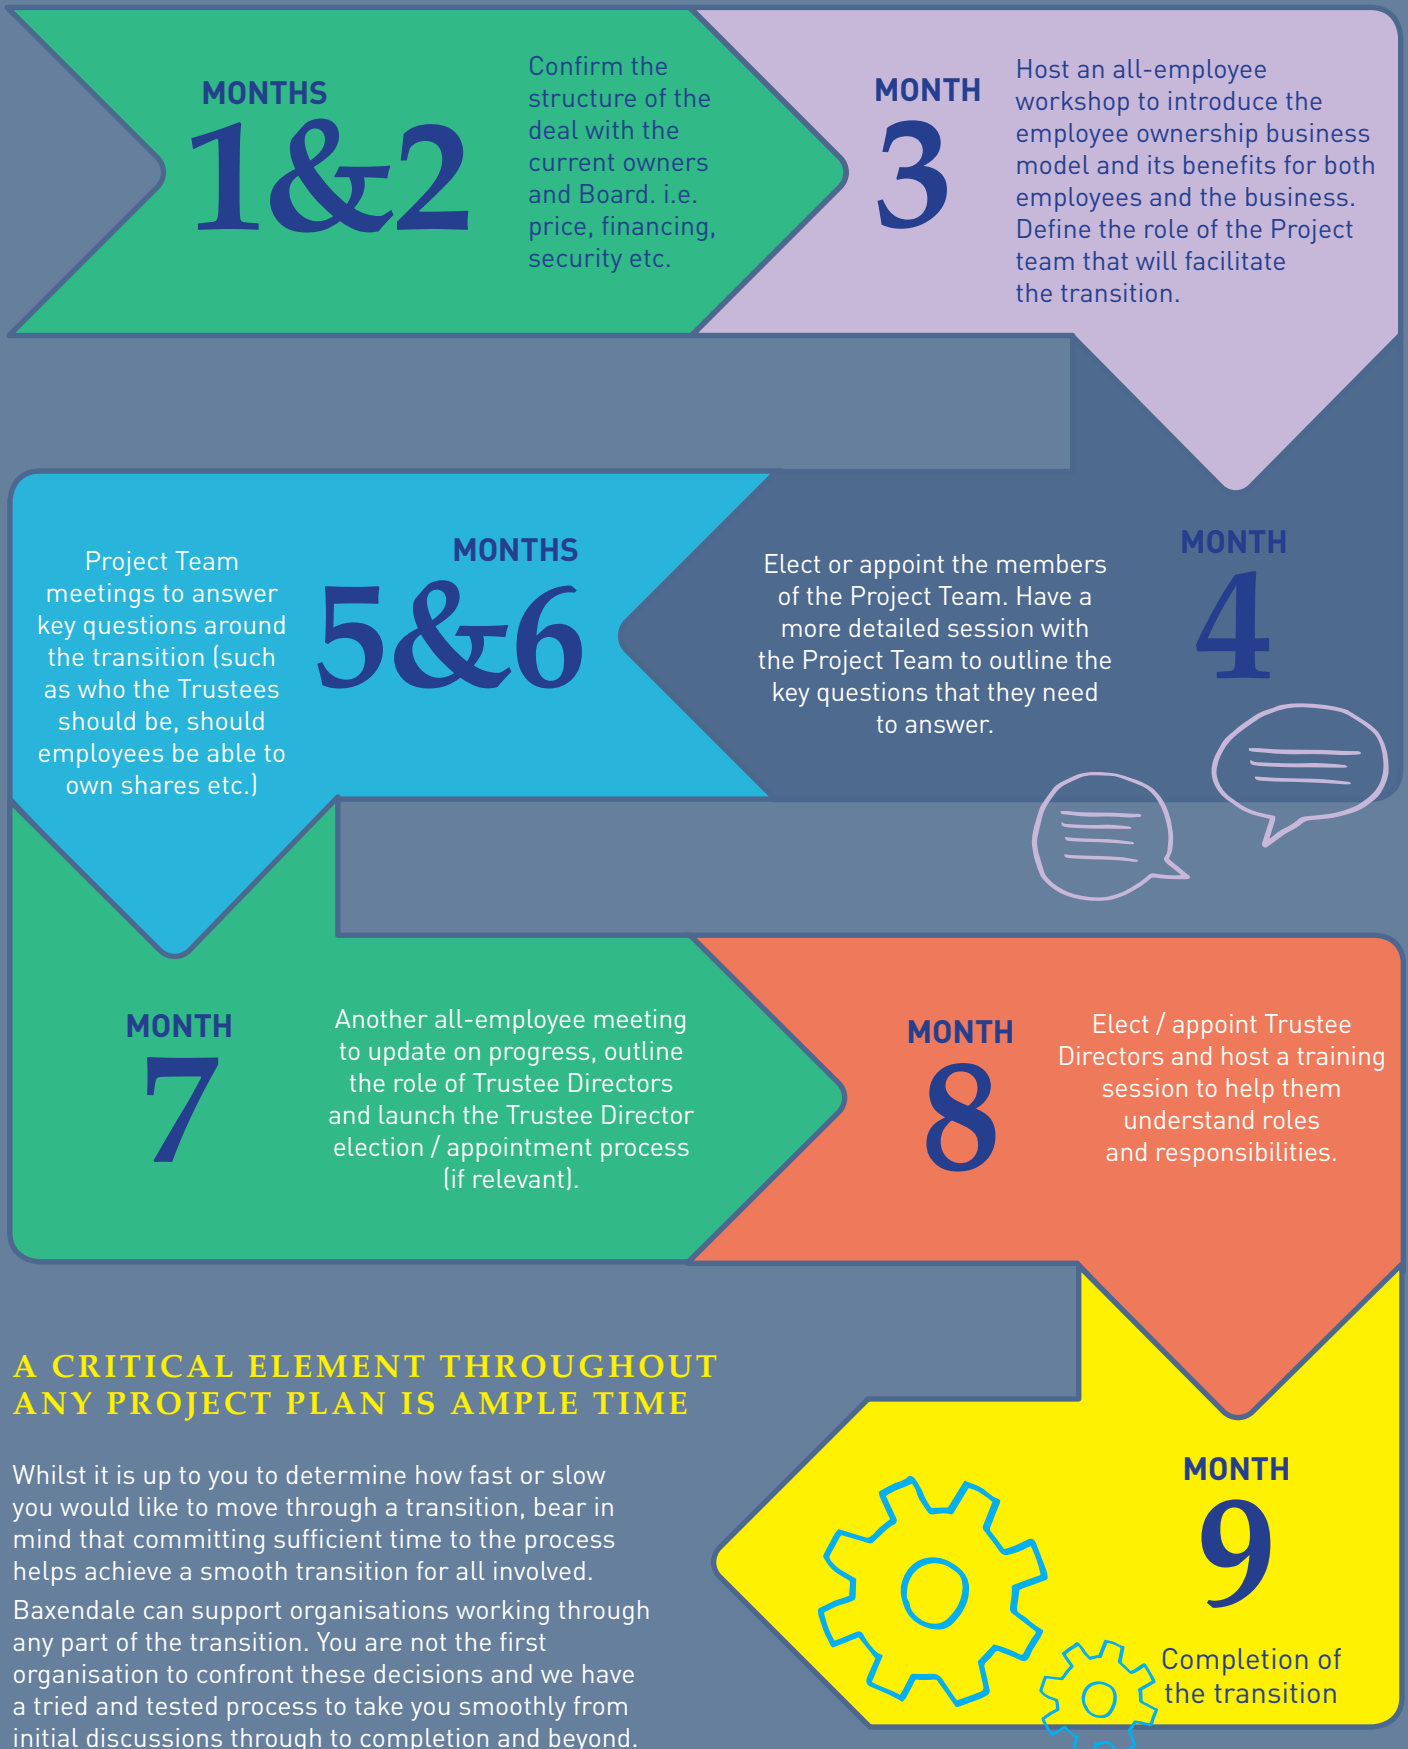 MONTHS
1&2
Confirm the
structure of the
deal with the
current owners
and Board. i.e.
price, financing,
security etc.
MONTH
3
Host an all-employee
workshop to introduce the
employee ownership business
model and its benefits for both
employees and the business.
Define the role of the Project
team that will facilitate
the transition.
MONTH
4
Elect or appoint the members
of the Project Team. Have a
more detailed session with
the Project Team to outline the
key questions that they need
to answer.
MONTHS
5&6
Project Team
meetings to answer
key questions around
the transition (such
as who the Trustees
should be, should
employees be able to
own shares etc.)
MONTH
7
Another all-employee meeting
to update on progress, outline
the role of Trustee Directors
and launch the Trustee Director
election / appointment process
(if relevant).
MONTH
8
Elect / appoint Trustee
Directors and host a training
session to help them
understand roles
and responsibilities.
MONTH
9
Completion of
the transition
A CRITICAL ELEMENT THROUGHOUT
ANY PROJECT PLAN IS AMPLE TIME
Whilst it is up to you to determine how fast or slow
you would like to move through a transition, bear in
mind that committing sufficient time to the process
helps achieve a smooth transition for all involved.
Baxendale can support organisations working through
any part of the transition. You are not the first
organisation to confront these decisions and we have
a tried and tested process to take you smoothly from
initial discussions through to completion and beyond.